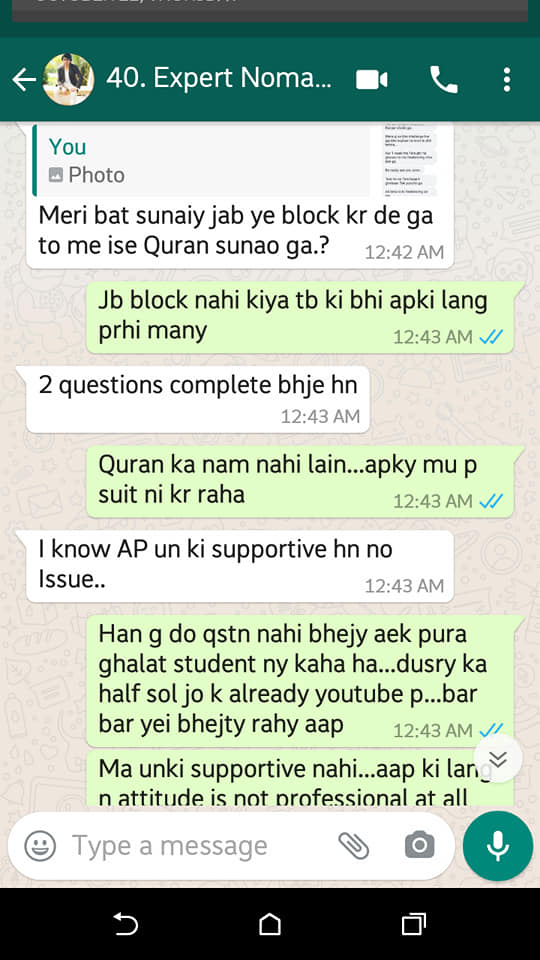 40. Expert Noma...
You
Photo
Meri bat sunaiy jab ye block kr de ga
to me ise Quran sunao ga.?
12:42 AM
Jb block nahi kiya tb ki bhi apki lang
prhi many
12:43 AM
2 questions complete bhje hn
12:43 AM
Quran ka nam nahi lain...apky mu p
suit ni kr raha
12:43 AM
I know AP un ki supportive hn no
Issue..
12:43 AM
Han g do qstn nahi bhejy aek pura
ghalat student ny kaha ha...dusry ka
half sol jo k already youtube p...bar
bar yei bhejty rahy aap
12:43 AM
Ma unki supportive nahi...aap ki lang
n attitude is not professional at all
Type a message